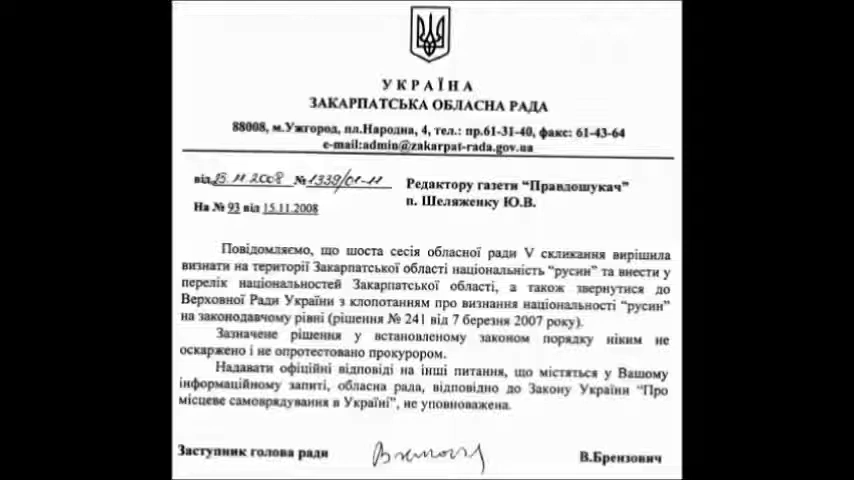 УКРАЇНА
ЗАКАРПАТСЬКА ОБЛАСНА РАДА
88008, м.Ужгород, пл.Народна, 4, тел.: пр.61-31-40, факс: 61-43-64
e-mail:admin@zakarpat-rada.gov.ua
від 25.11.2008 № 1339/01-11
На № 93 від 15.11.2008
Редактору газети “Правдошукач”
п. Шеляженку Ю.В.
Повідомляємо, що шоста сесія обласної ради V скликання вирішила
визнати на території Закарпатської області національність “русин” та внести у
перелік національностей Закарпатської області, а також звернутися до
Верховної Ради України з клопотанням про визнання національності “русин”
на законодавчому рівні (рішення № 241 від 7 березня 2007 року).
Зазначене рішення у встановленому законом порядку ніким не
оскаржено і не опротестовано прокурором.
Надавати офіційні відповіді на інші питання, що містяться у Вашому
інформаційному запиті, обласна рада, відповідно до Закону України “Про
місцеве самоврядування в Україні”, не уповноважена.
Заступник голова ради
В.Брензович